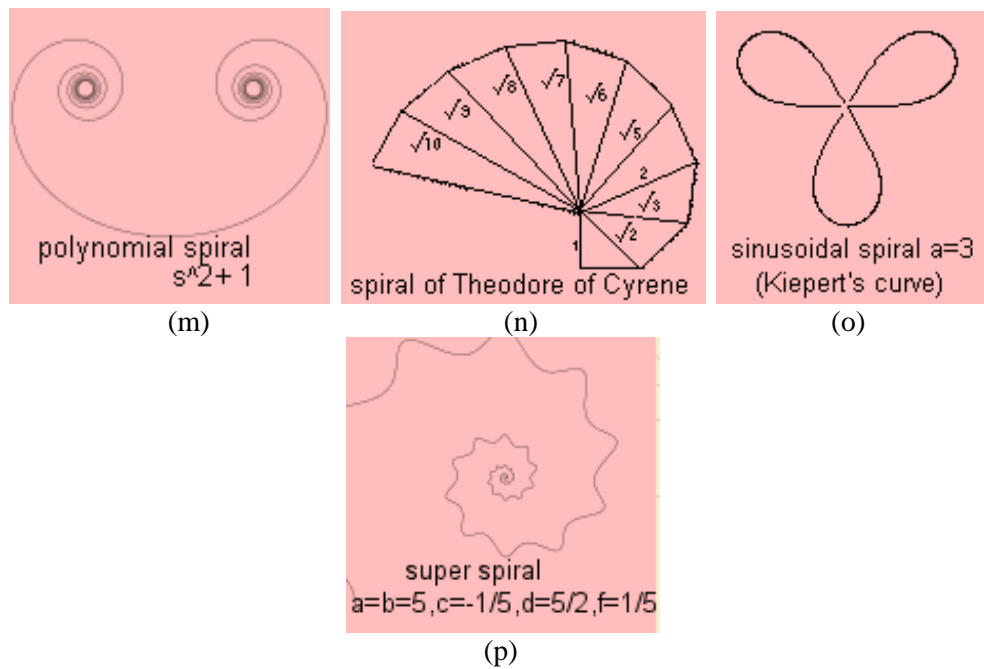 polynomial spiral
s^2+ 1
(m)
√10
√9
√8
√7
√6
√5
2
√3
√2
1
spiral of Theodore of Cyrene
(n)
sinusoidal spiral a=3
(Kiepert's curve)
(o)
super spiral
a=b=5,c=-1/5,d=5/2,f=1/5
(p)